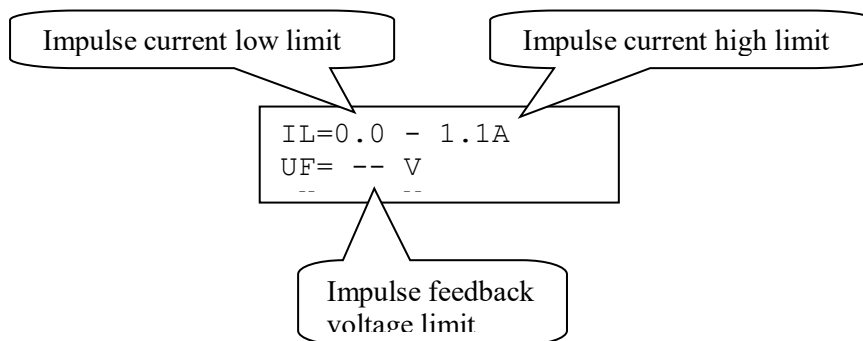 Impulse current low limit
Impulse current high limit
IL=0.0 - 1.1A
UF= -- V
-- --
Impulse feedback
voltage limit